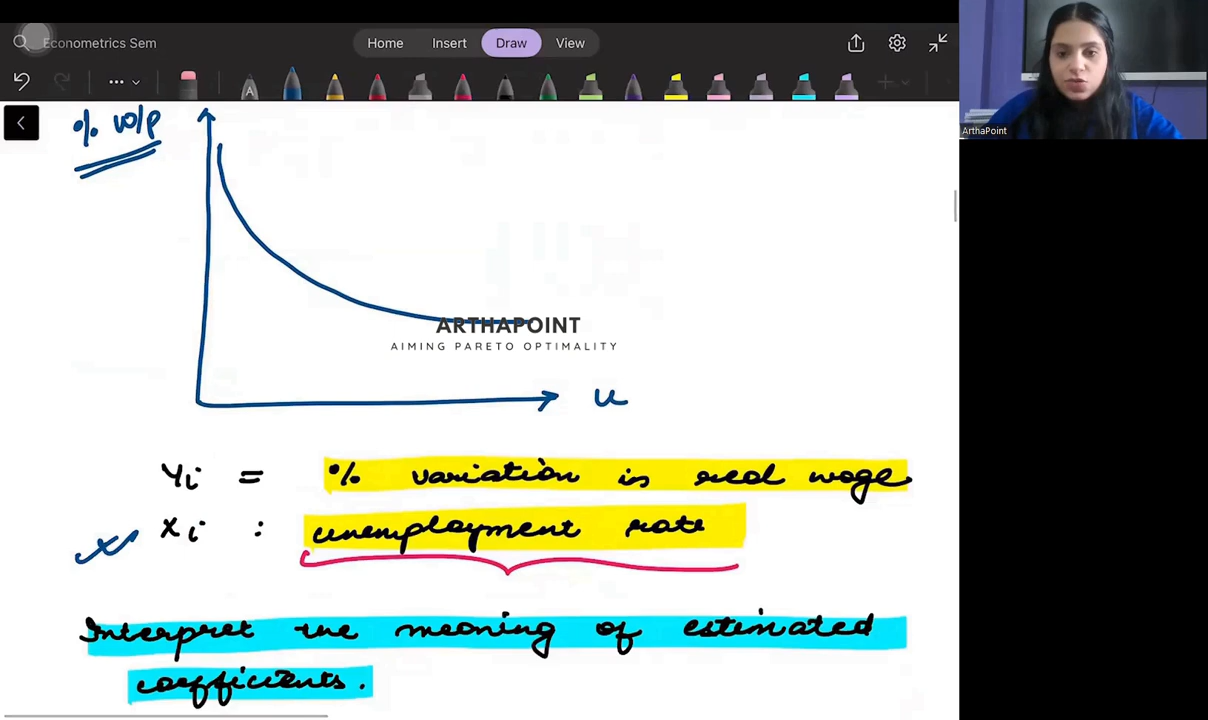 Econometrics Sem
Home Insert Draw View
A
ArthaPoint
% w/p
ARTHAPOINT
AIMING PARETO OPTIMALITY
u
Yi = % variation in real wage
Xi : unemployment rate
Interpret the meaning of estimated
coefficients.